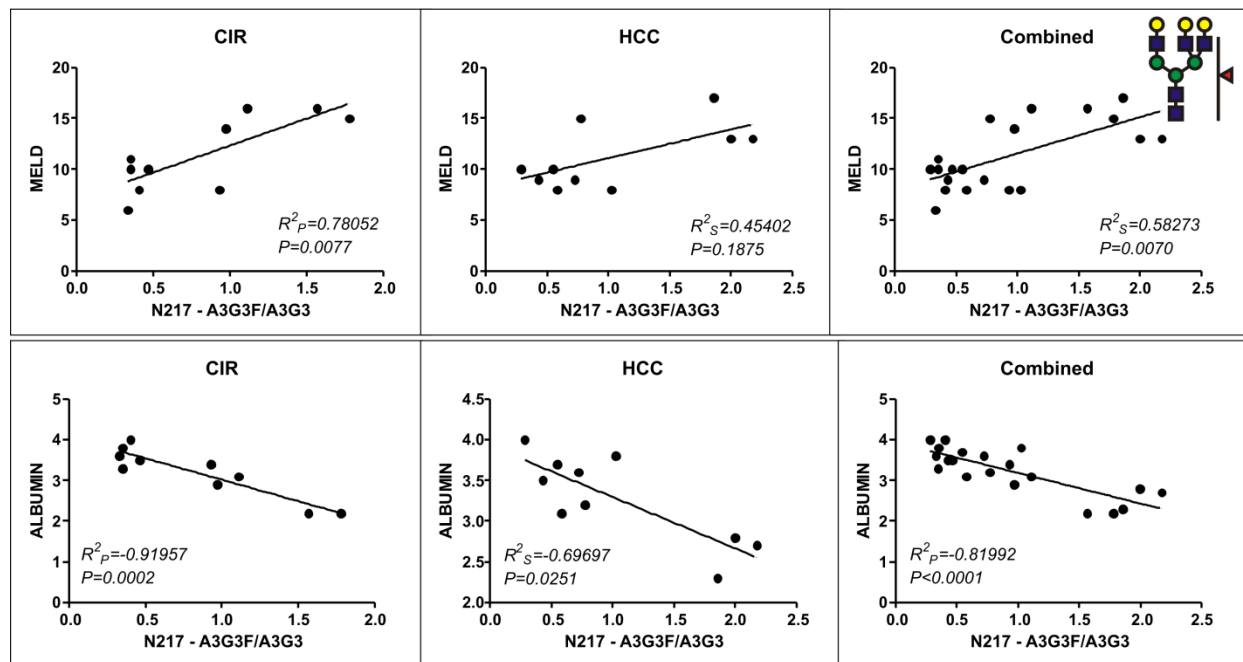 CIR
20
15
10
5
0
MELD
R²P=0.78052
P=0.0077
0.0 0.5 1.0 1.5 2.0
N217 - A3G3F/A3G3
HCC
20
15
10
5
0
MELD
R²S=0.45402
P=0.1875
0.0 0.5 1.0 1.5 2.0 2.5
N217 - A3G3F/A3G3
Combined
20
15
10
5
0
MELD
R²S=0.58273
P=0.0070
0.0 0.5 1.0 1.5 2.0 2.5
N217 - A3G3F/A3G3
CIR
5
4
3
2
1
0
ALBUMIN
R²P=-0.91957
P=0.0002
0.0 0.5 1.0 1.5 2.0
N217 - A3G3F/A3G3
HCC
4.5
4.0
3.5
3.0
2.5
2.0
ALBUMIN
R²S=-0.69697
P=0.0251
0.0 0.5 1.0 1.5 2.0 2.5
N217 - A3G3F/A3G3
Combined
5
4
3
2
1
0
ALBUMIN
R²P=-0.81992
P<0.0001
0.0 0.5 1.0 1.5 2.0 2.5
N217 - A3G3F/A3G3